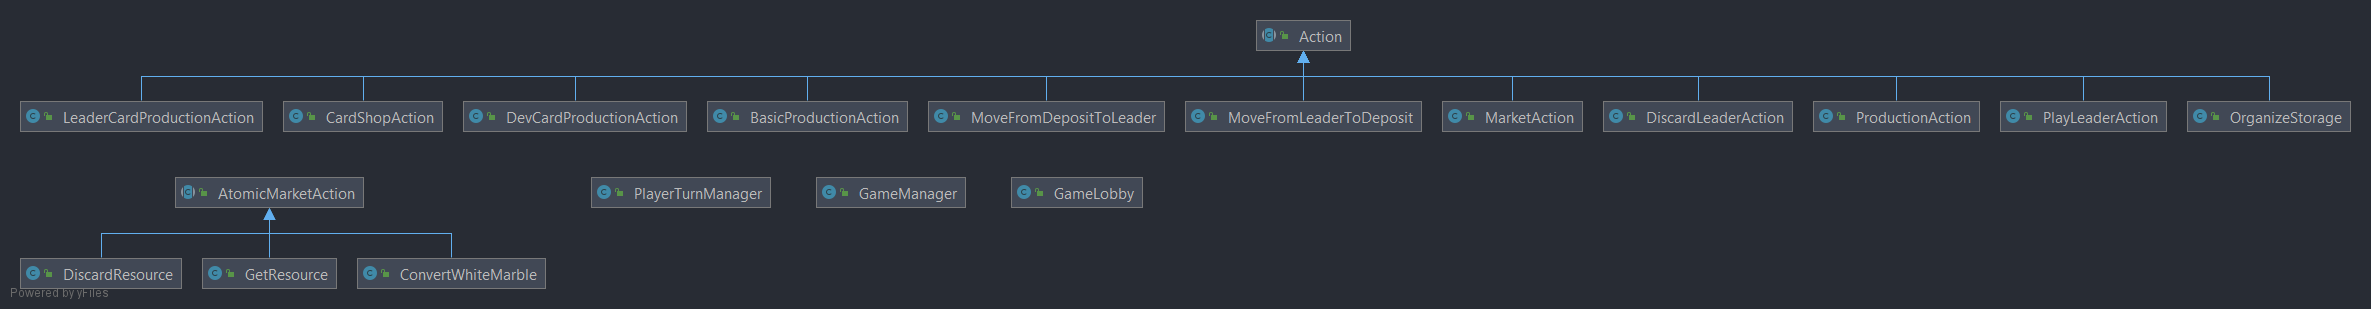 Action
LeaderCardProductionAction CardShopAction DevCardProductionAction BasicProductionAction MoveFromDepositToLeader MoveFromLeaderToDeposit MarketAction DiscardLeaderAction ProductionAction PlayLeaderAction OrganizeStorage
AtomicMarketAction PlayerTurnManager GameManager GameLobby
DiscardResource GetResource ConvertWhiteMarble
Powered by yFiles